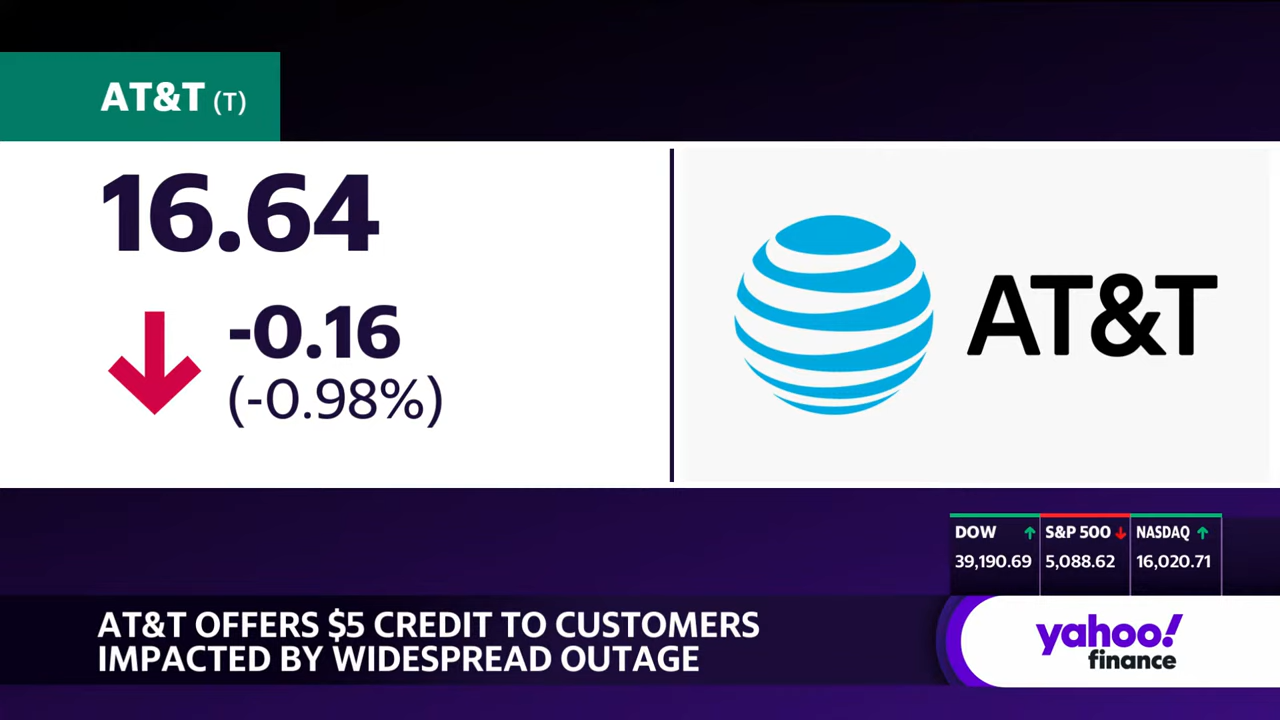 AT&T (T)
16.64
-0.16
(-0.98%)
AT&T
DOW
39,190.69
S&P 500
5,088.62
NASDAQ
16,020.71
AT&T OFFERS $5 CREDIT TO CUSTOMERS
IMPACTED BY WIDESPREAD OUTAGE
yahoo!
finance